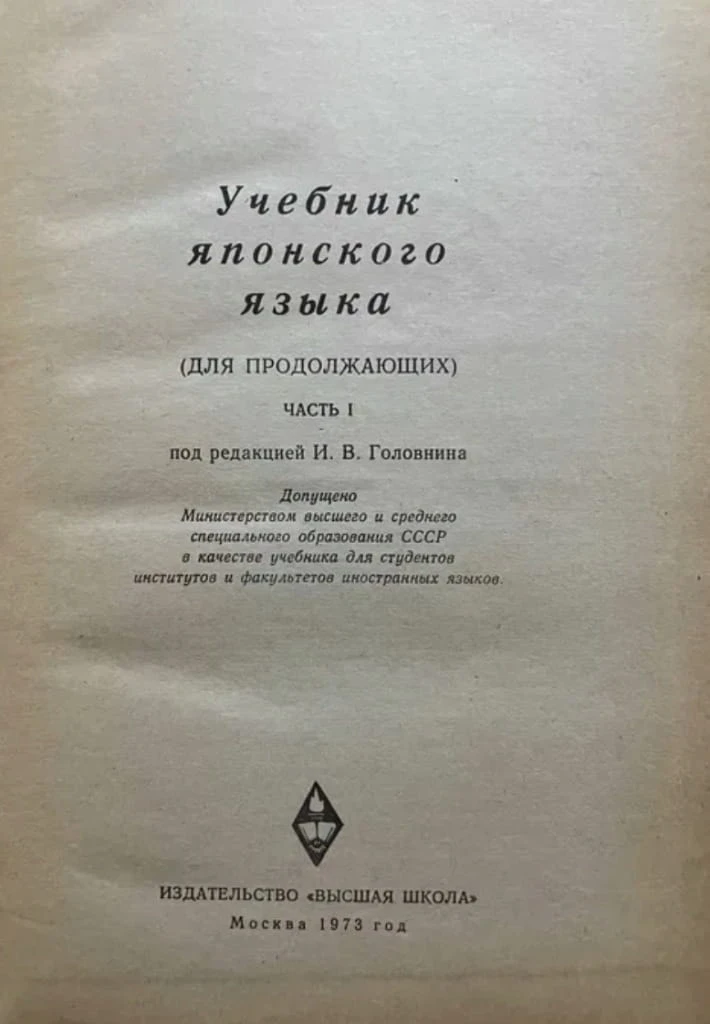 Учебник
японского
языка
(ДЛЯ ПРОДОЛЖАЮЩИХ)
ЧАСТЬ I
под редакцией И. В. Головнина
Допущено
Министерством высшего и среднего
специального образования СССР
в качестве учебника для студентов
институтов и факультетов иностранных языков.
ИЗДАТЕЛЬСТВО «ВЫСШАЯ ШКОЛА»
Москва 1973 год